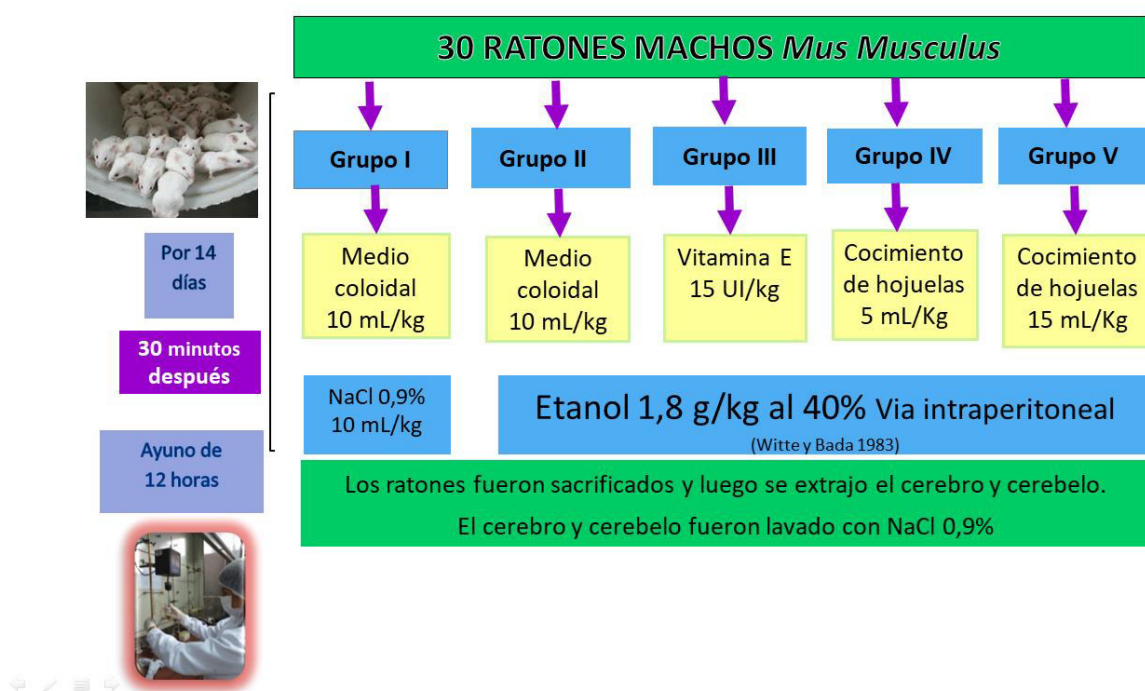 30 RATONES MACHOS Mus Musculus
Grupo I
Grupo II
Grupo III
Grupo IV
Grupo V
Por 14
días
Medio
coloidal
10 mL/kg
Medio
coloidal
10 mL/kg
Vitamina E
15 UI/kg
Cocimiento
de hojuelas
5 mL/Kg
Cocimiento
de hojuelas
15 mL/Kg
30 minutos
después
NaCl 0,9%
10 mL/kg
Etanol 1,8 g/kg al 40% Via intraperitoneal
(Witte y Bada 1983)
Ayuno de
12 horas
Los ratones fueron sacrificados y luego se extrajo el cerebro y cerebelo.
El cerebro y cerebelo fueron lavado con NaCl 0,9%